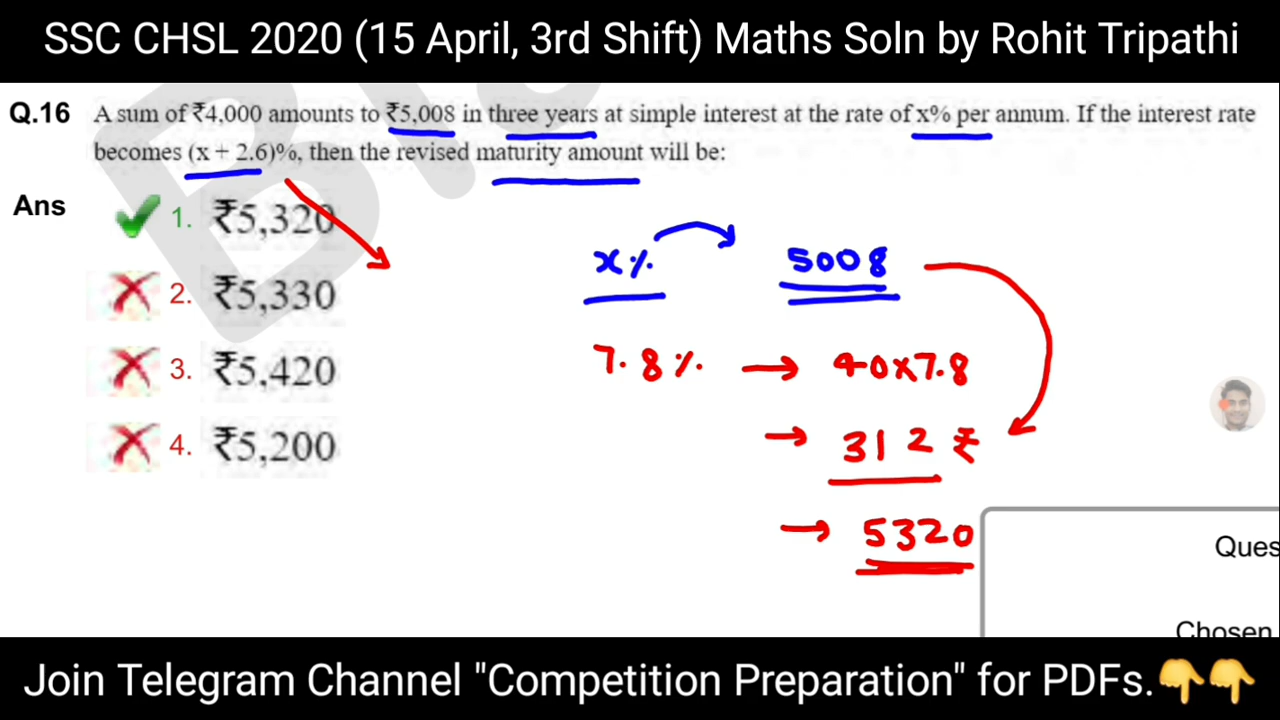 SSC CHSL 2020 (15 April, 3rd Shift) Maths Soln by Rohit Tripathi
Q.16 A sum of ₹4,000 amounts to ₹5,008 in three years at simple interest at the rate of x% per annum. If the interest rate
becomes (x + 2.6)%, then the revised maturity amount will be:
Ans
1. ₹5,320
2. ₹5,330
3. ₹5,420
4. ₹5,200
x% 5008
7.8% → 40x7.8
→ 312 ₹
→ 5320
Ques
Chosen
Join Telegram Channel "Competition Preparation" for PDFs.👇👇